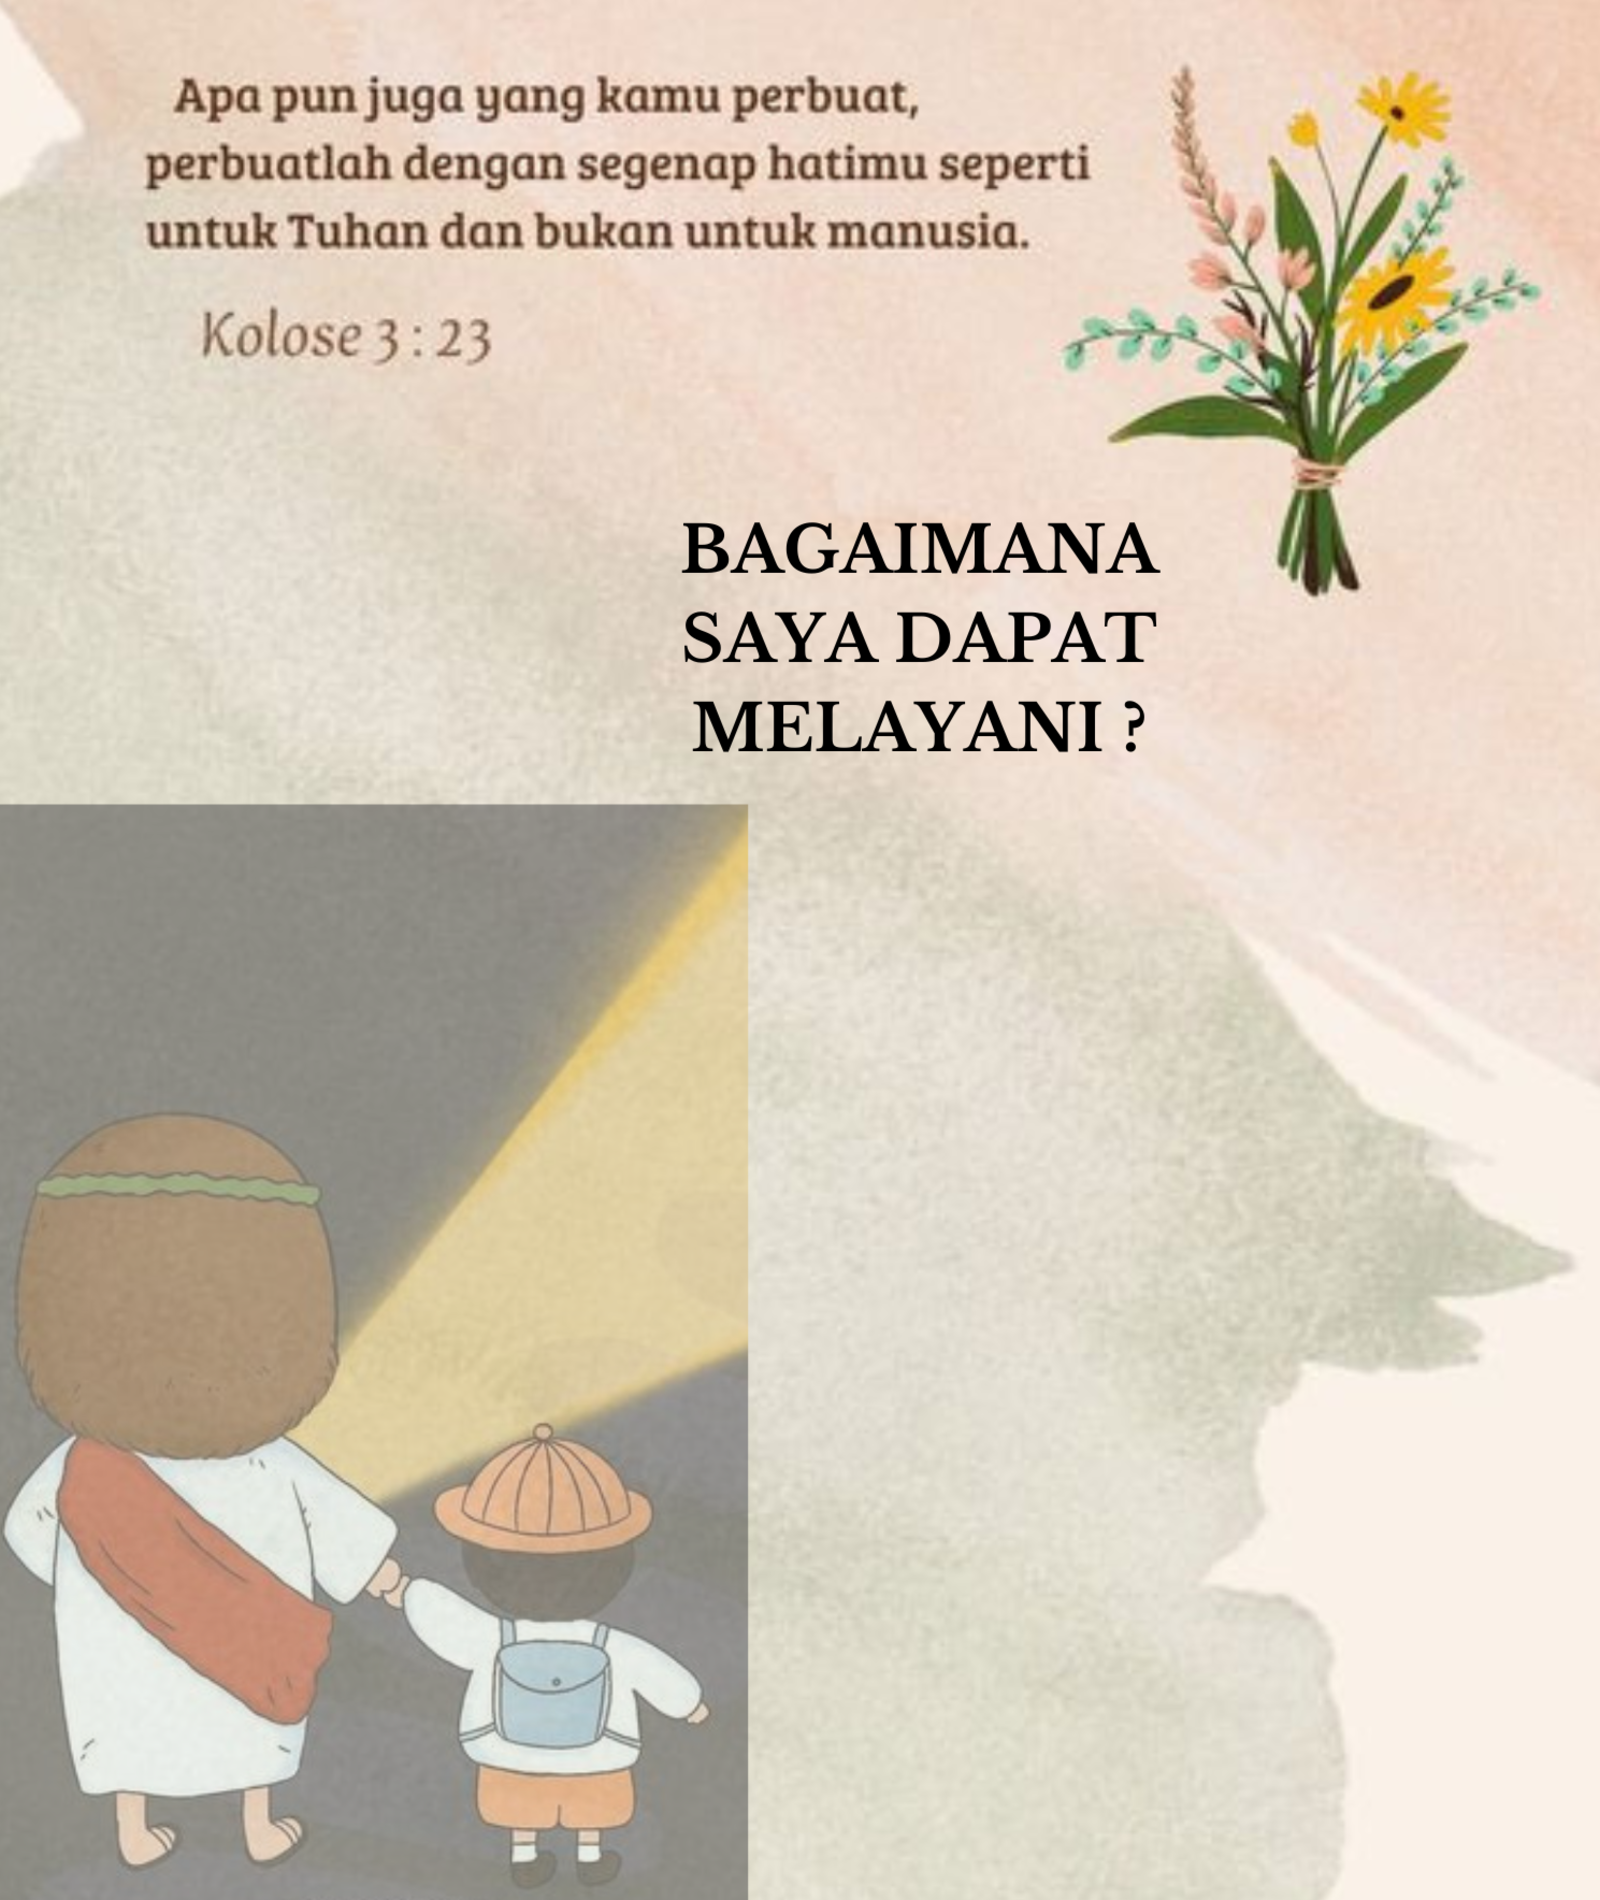 Apa pun juga yang kamu perbuat,
perbuatlah dengan segenap hatimu seperti
untuk Tuhan dan bukan untuk manusia.
Kolose 3 : 23
BAGAIMANA
SAYA DAPAT
MELAYANI ?